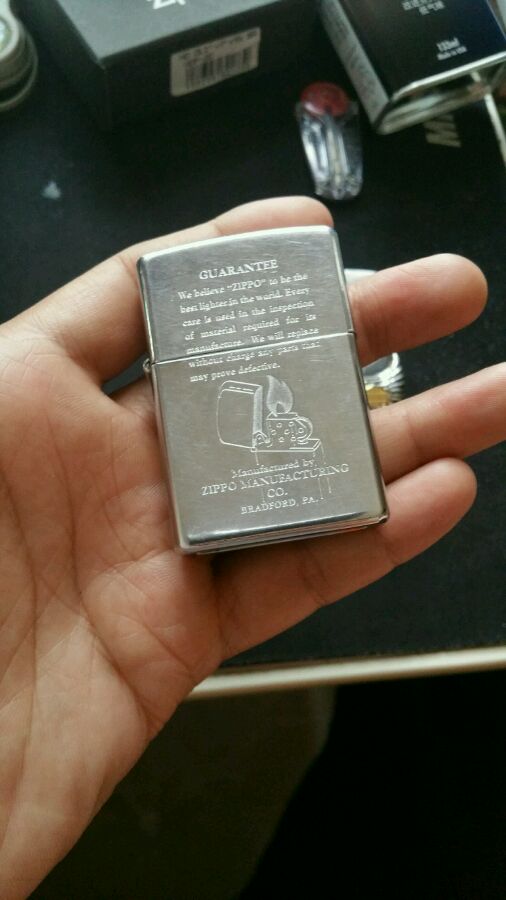 GUARANTEE
We believe "ZIPPO" to be the
best lighter in the world. Every
care is used in the inspection
of material required for its
manufacture. We will replace
without charge any parts that
may prove defective.
Manufactured by
ZIPPO MANUFACTURING
CO.
BRADFORD, PA.